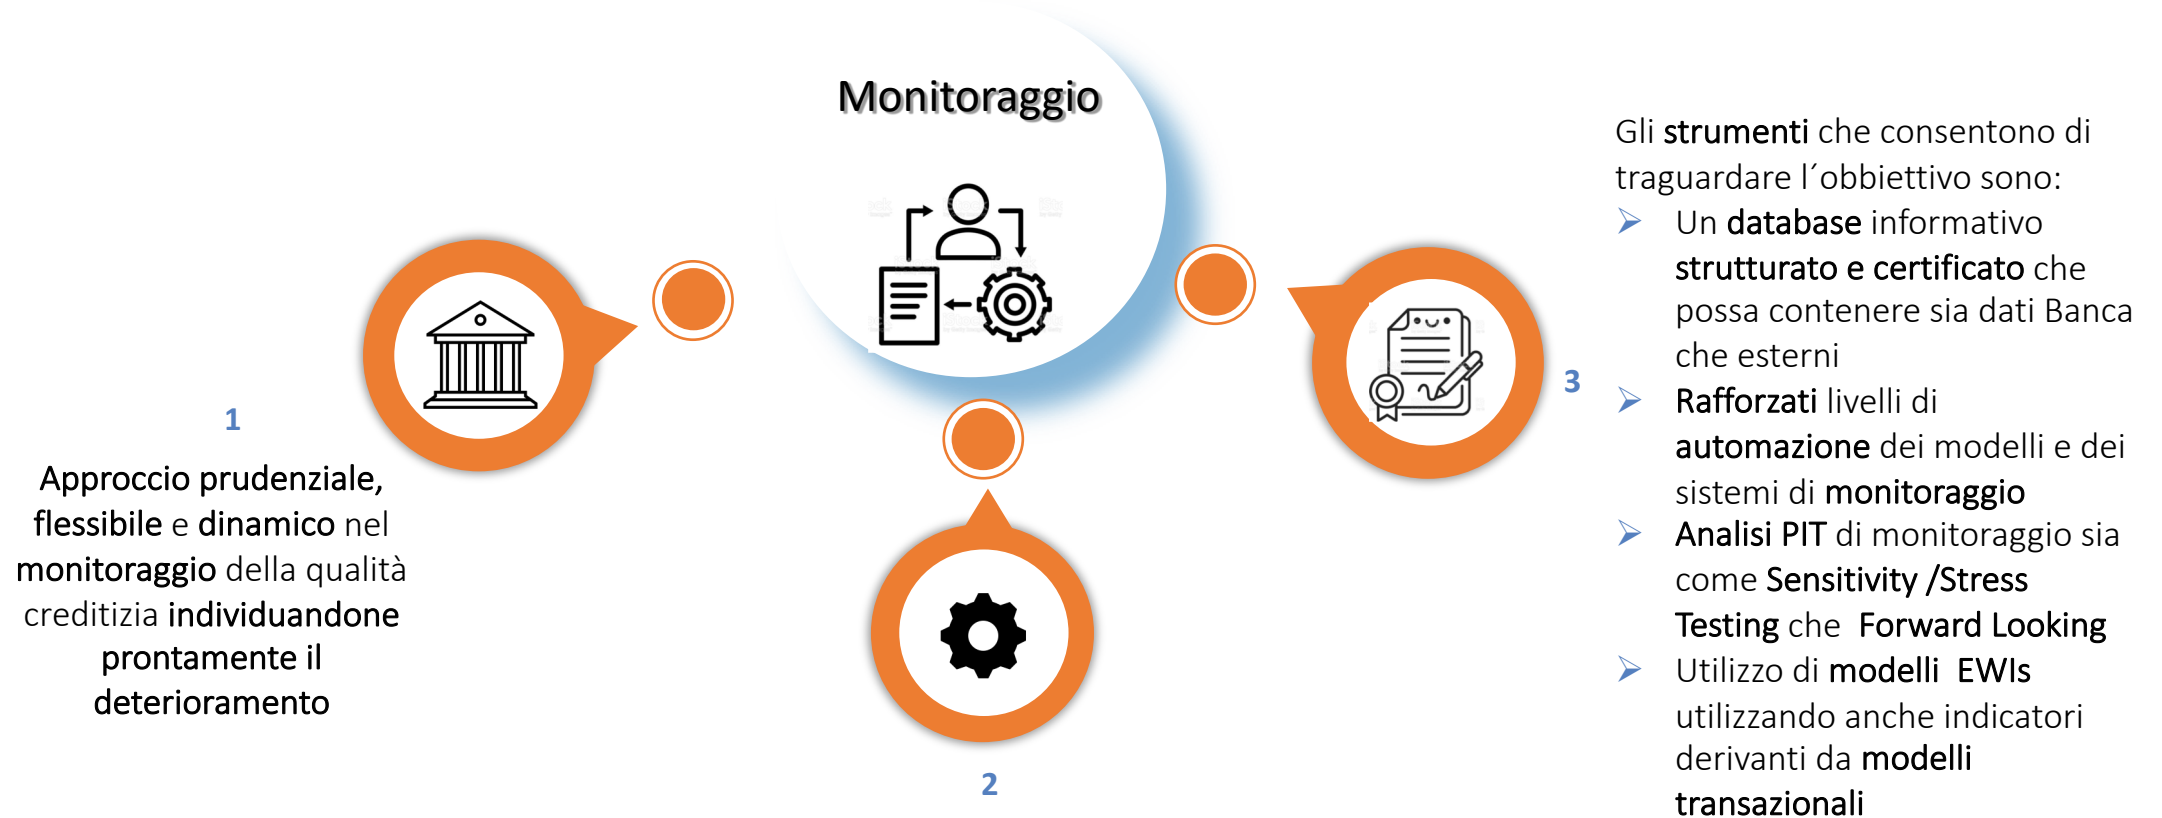 Monitoraggio
1
Approccio prudenziale,
flessibile e dinamico nel
monitoraggio della qualità
creditizia individuandone
prontamente il
deterioramento
2
3
Gli strumenti che consentono di
traguardare l´obbiettivo sono:
➢ Un database informativo
strutturato e certificato che
possa contenere sia dati Banca
che esterni
➢ Rafforzati livelli di
automazione dei modelli e dei
sistemi di monitoraggio
➢ Analisi PIT di monitoraggio sia
come Sensitivity /Stress
Testing che Forward Looking
➢ Utilizzo di modelli EWIs
utilizzando anche indicatori
derivanti da modelli
transazionali